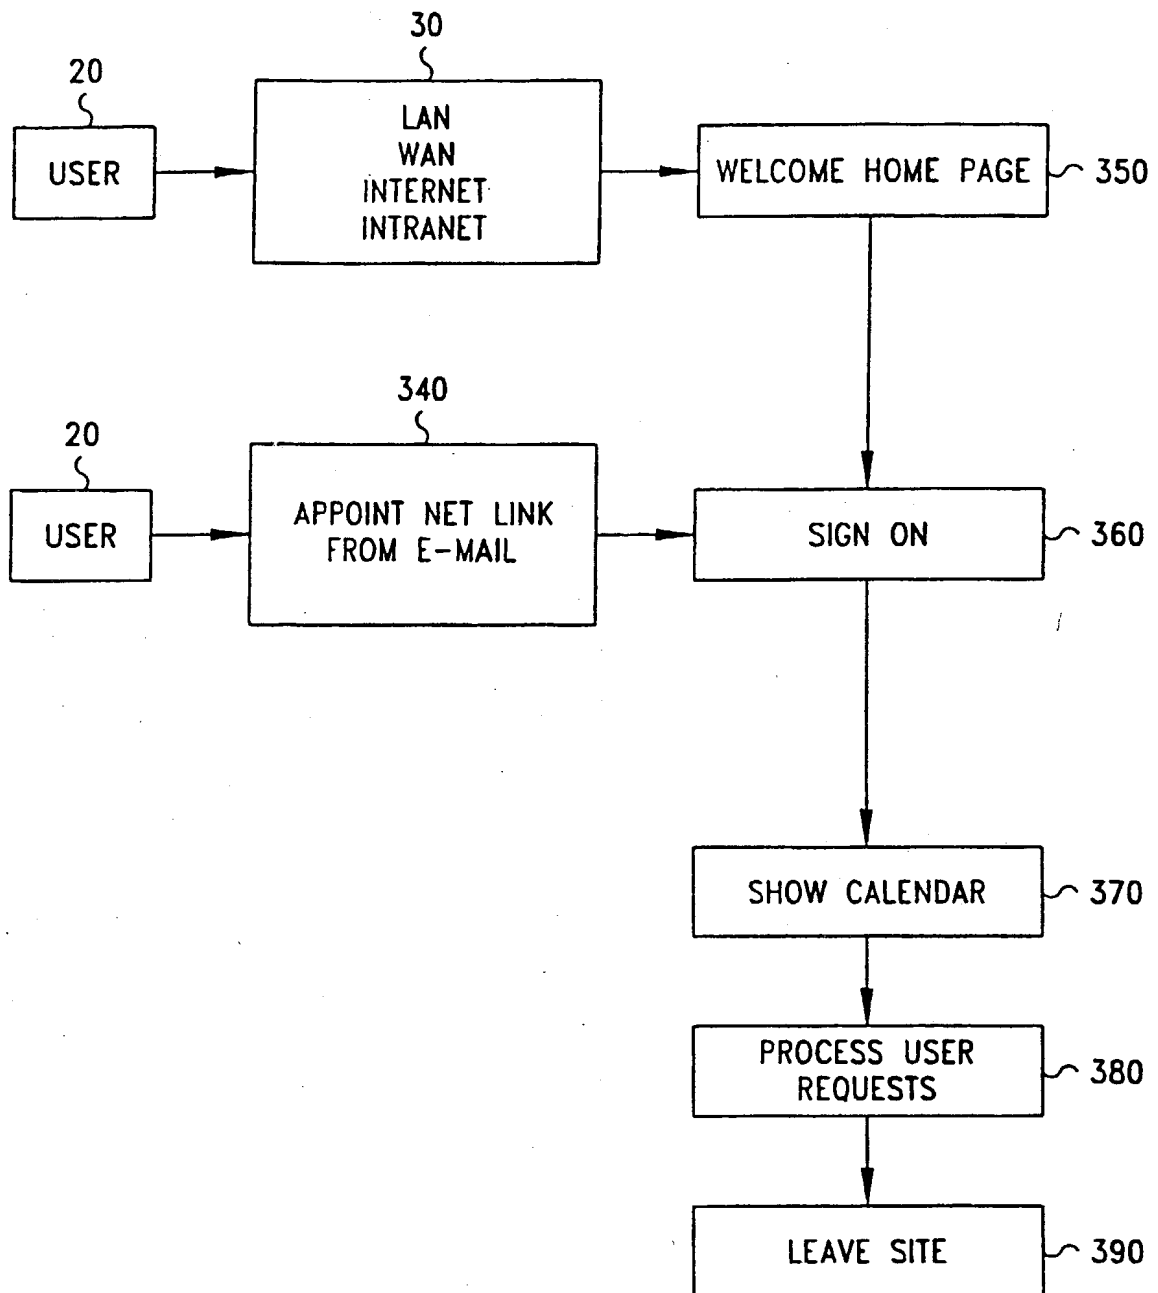 30
20
USER
LAN
WAN
INTERNET
INTRANET
WELCOME HOME PAGE
350
340
20
USER
APPOINT NET LINK
FROM E-MAIL
SIGN ON
360
SHOW CALENDAR
370
PROCESS USER
REQUESTS
380
LEAVE SITE
390